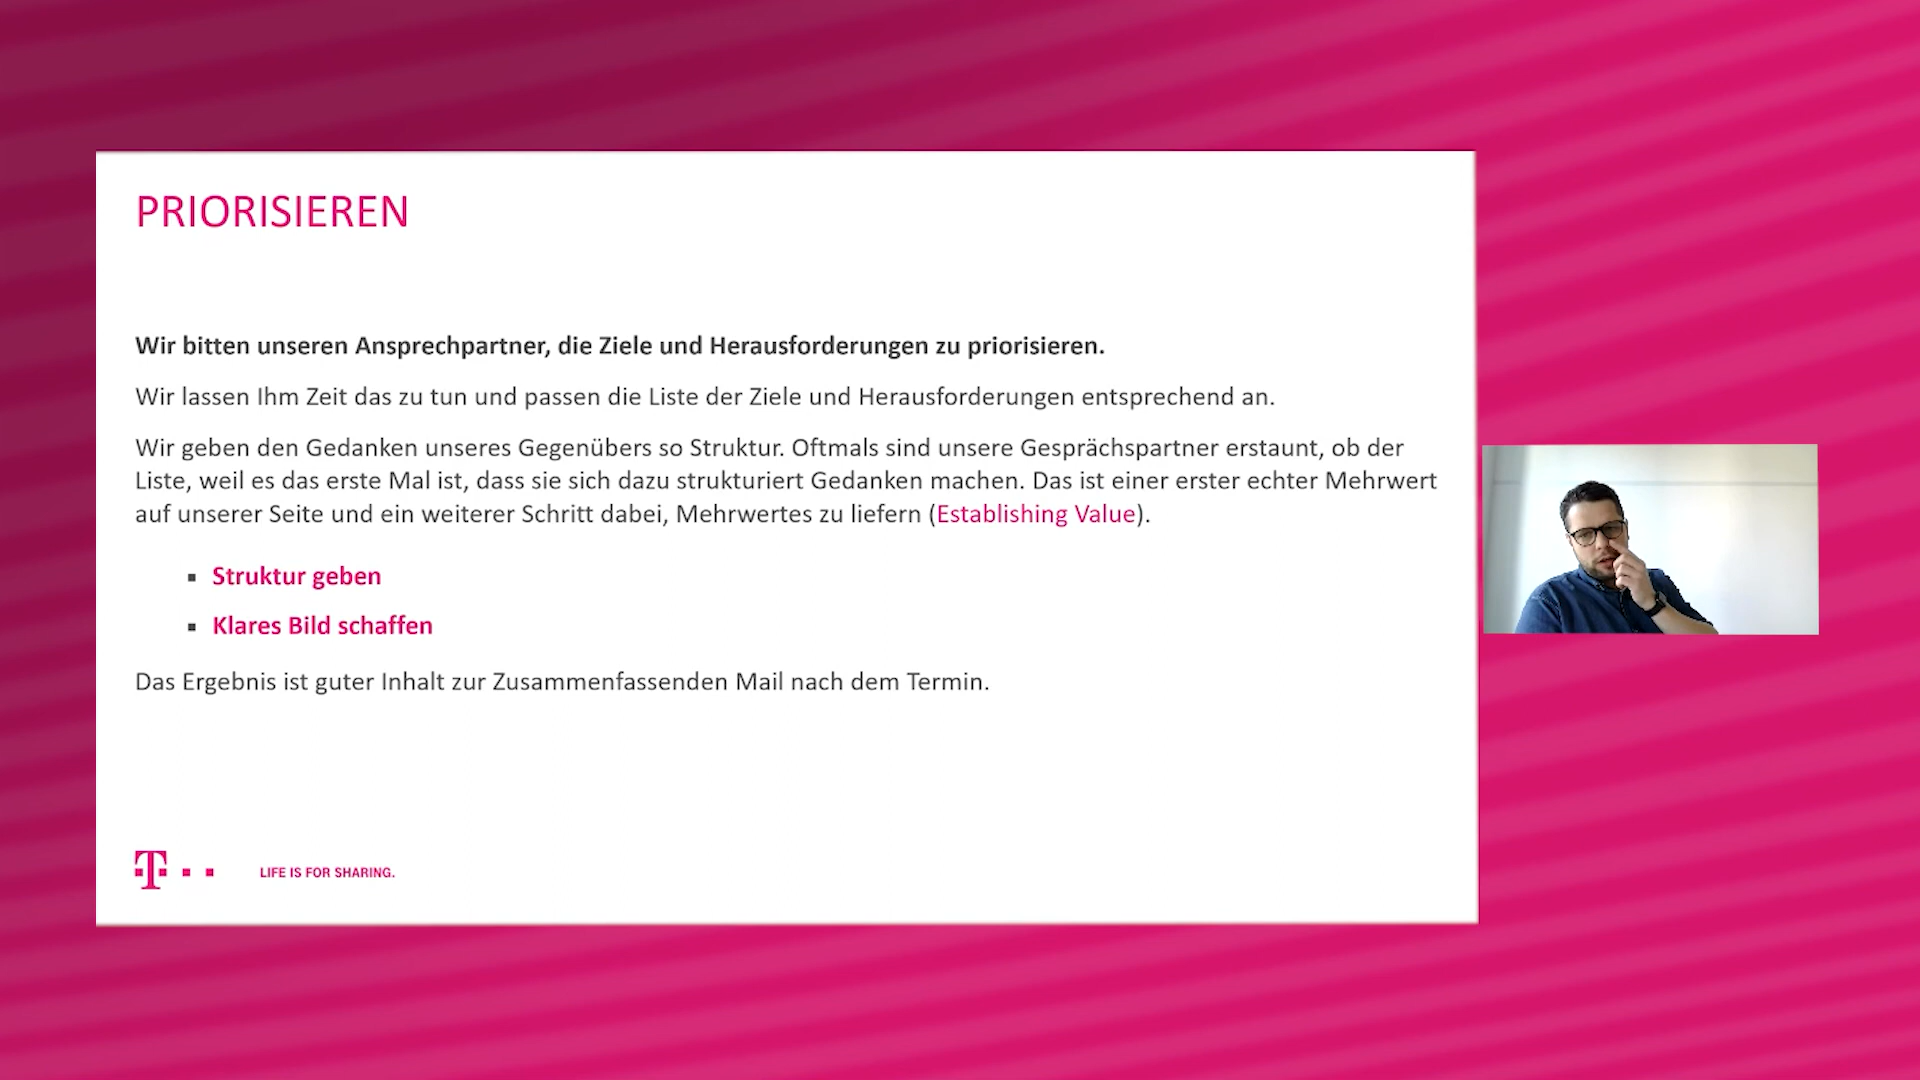 PRIORISIEREN
Wir bitten unseren Ansprechpartner, die Ziele und Herausforderungen zu priorisieren.
Wir lassen Ihm Zeit das zu tun und passen die Liste der Ziele und Herausforderungen entsprechend an.
Wir geben den Gedanken unseres Gegenübers so Struktur. Oftmals sind unsere Gesprächspartner erstaunt, ob der
Liste, weil es das erste Mal ist, dass sie sich dazu strukturiert Gedanken machen. Das ist einer erster echter Mehrwert
auf unserer Seite und ein weiterer Schritt dabei, Mehrwertes zu liefern (Establishing Value).
▪ Struktur geben
▪ Klares Bild schaffen
Das Ergebnis ist guter Inhalt zur Zusammenfassenden Mail nach dem Termin.
T LIFE IS FOR SHARING.